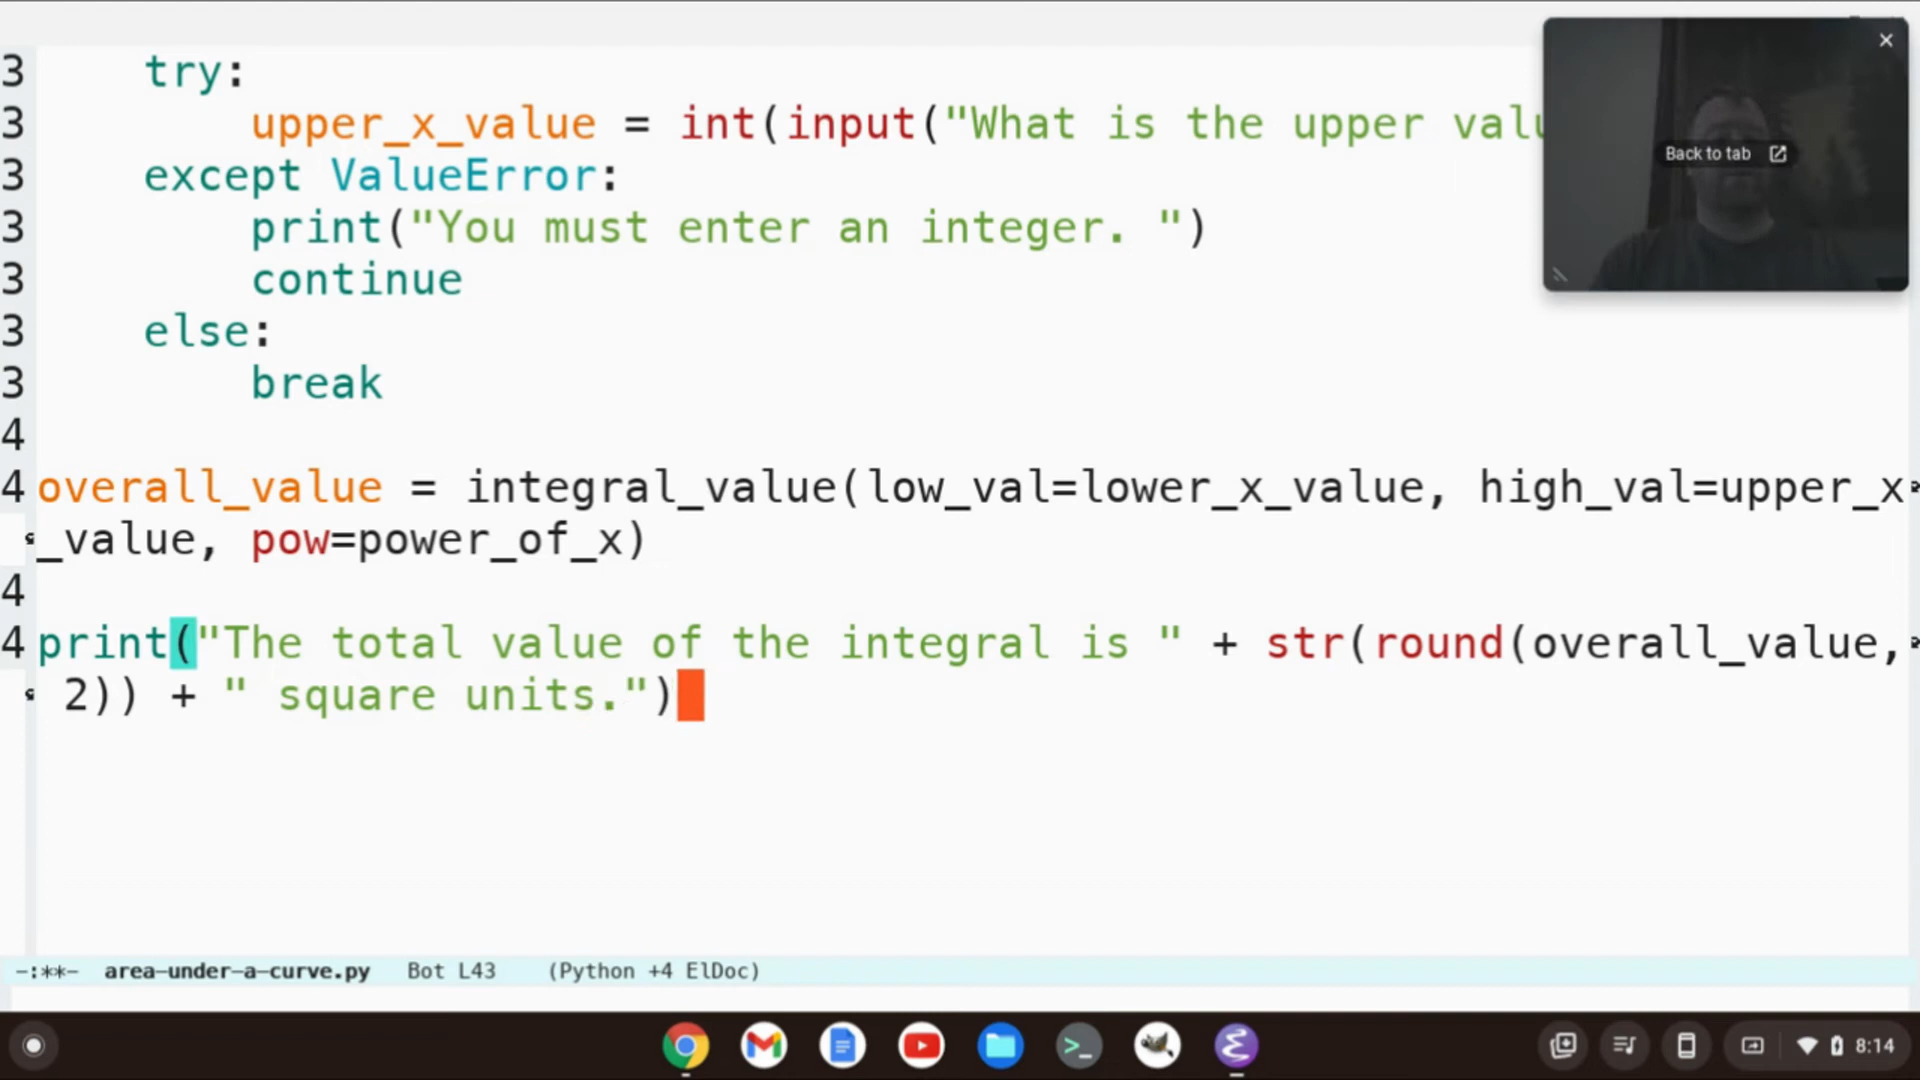 3 try:
3 upper_x_value = int(input("What is the upper valu
3 except ValueError:
3 print("You must enter an integer. ")
3 continue
3 else:
3 break
4
4 overall_value = integral_value(low_val=lower_x_value, high_val=upper_x
_value, pow=power_of_x)
4
4 print("The total value of the integral is " + str(round(overall_value,
2)) + " square units.")
Back to tab
-:**- area-under-a-curve.py Bot L43 (Python +4 ElDoc)
8:14